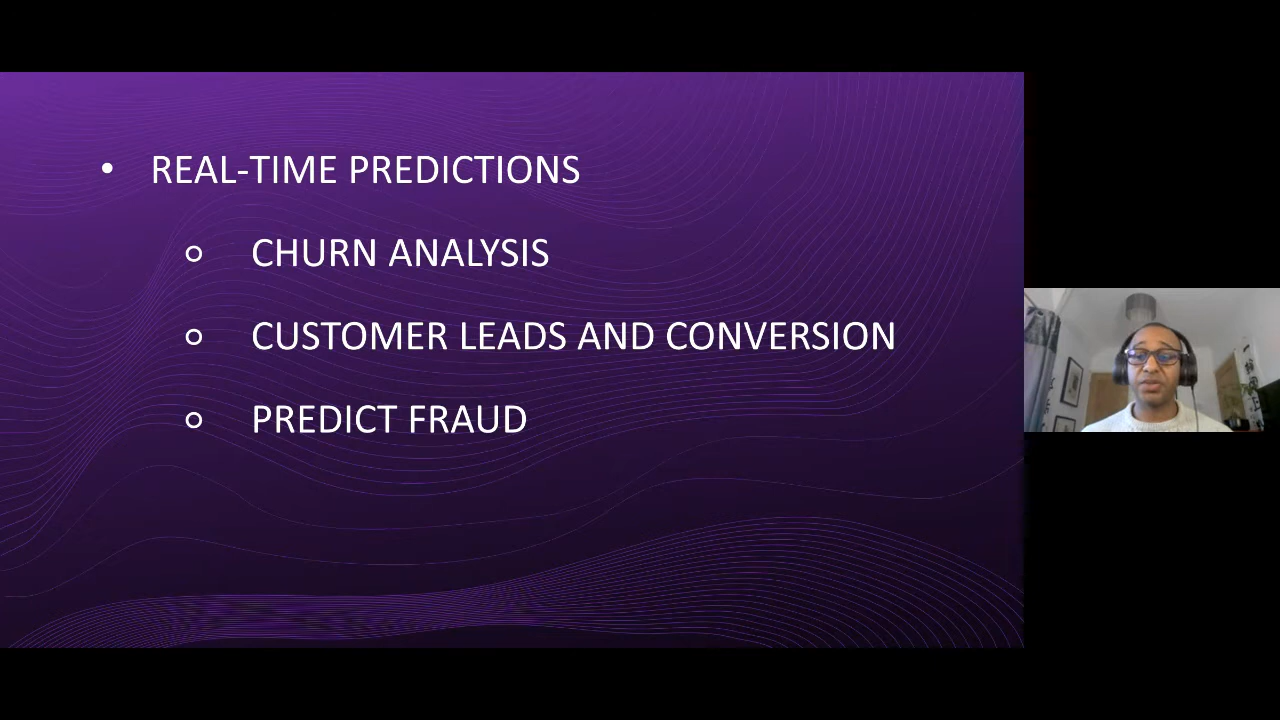 • REAL-TIME PREDICTIONS
o CHURN ANALYSIS
o CUSTOMER LEADS AND CONVERSION
o PREDICT FRAUD